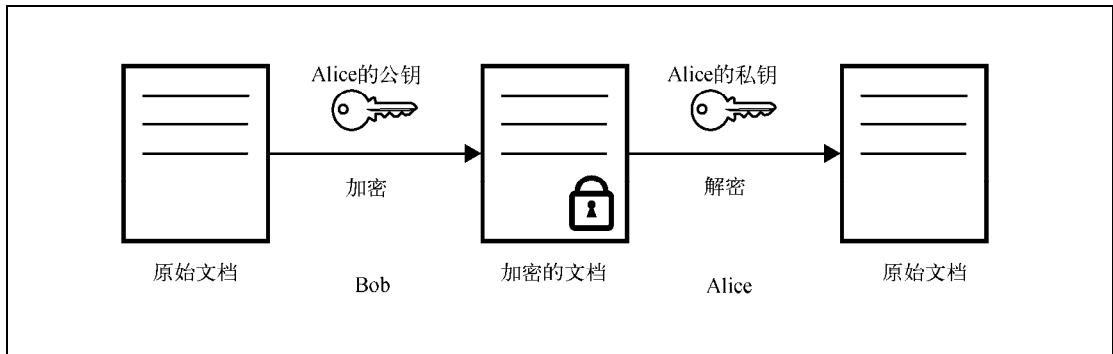 Alice的公钥
Alice的私钥
加密
解密
原始文档
Bob
加密的文档
Alice
原始文档